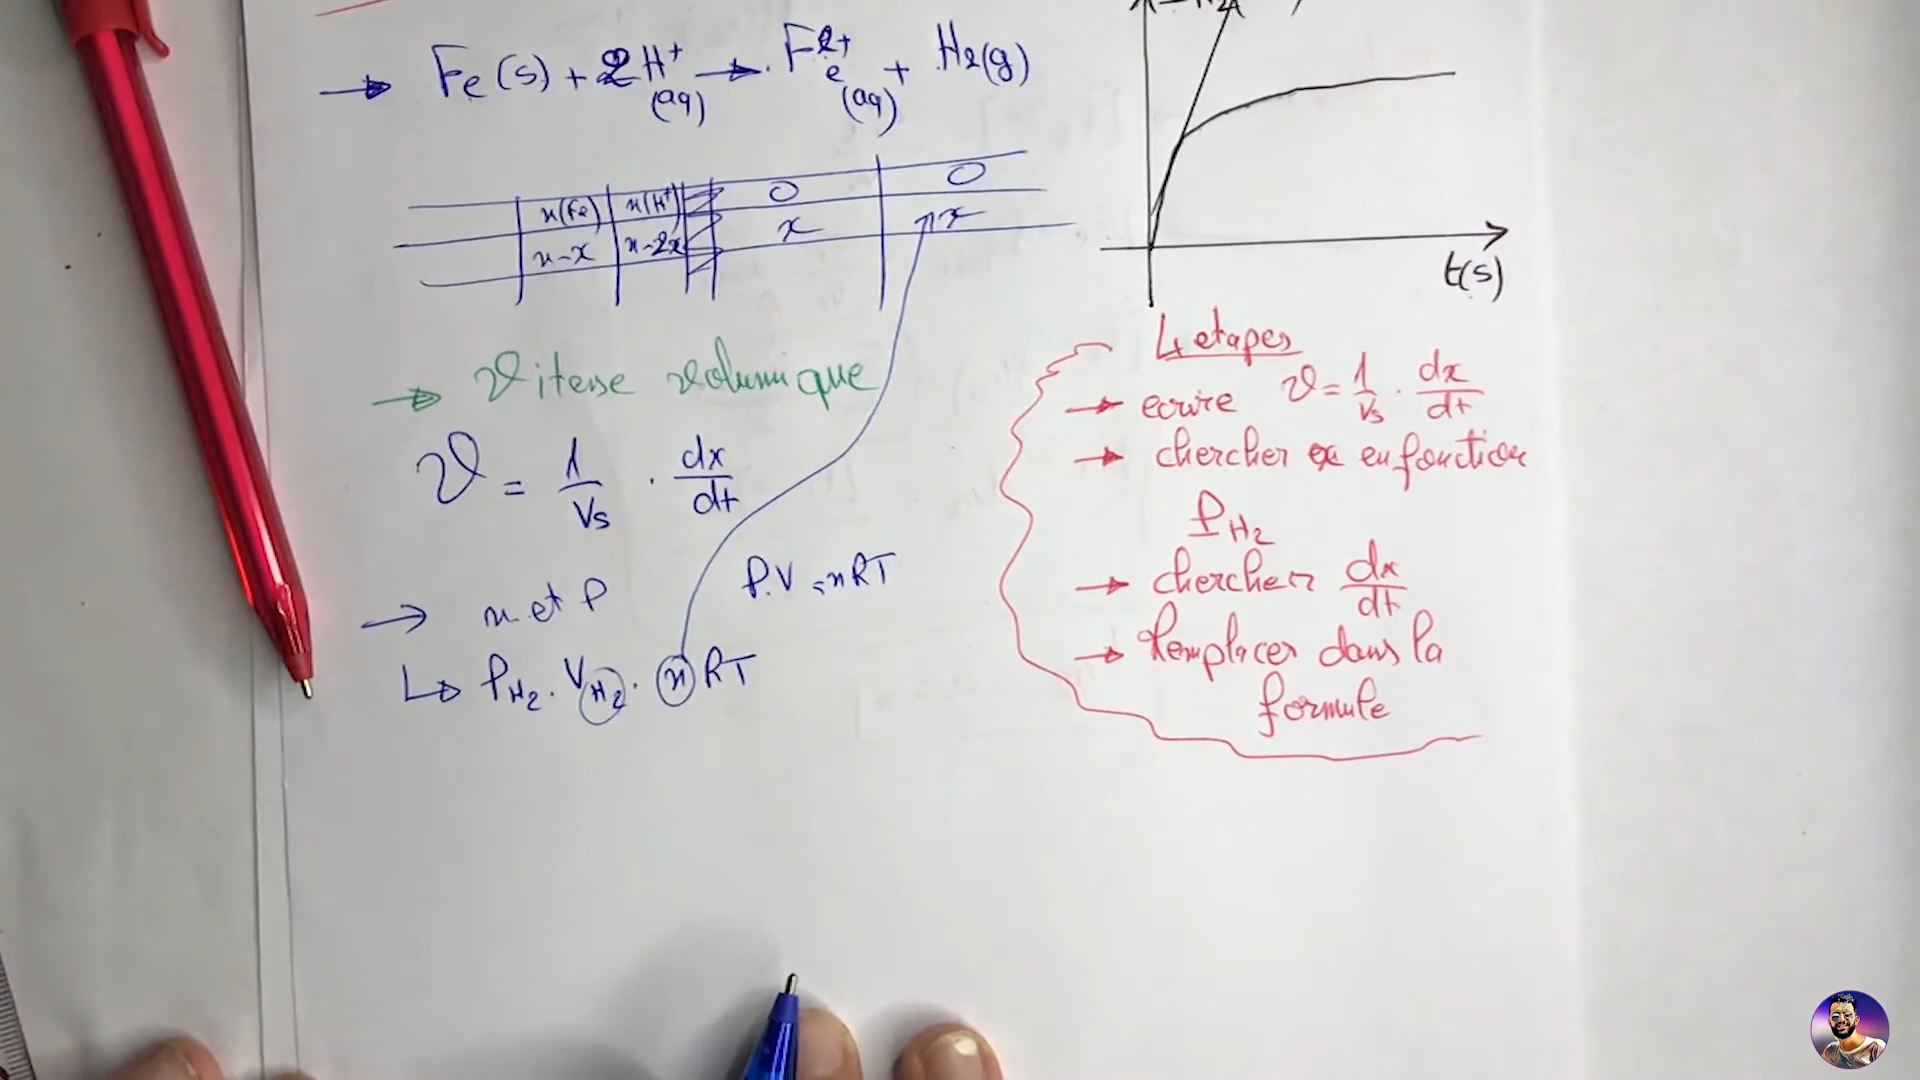 → Fe(s) + 2H⁺(aq) → Fe²⁺(aq) + H₂(g)
n(Fe) n(H⁺) 0 0
n-x n-2x x x
t(s)
→ Vitesse volumique
V = 1/Vs · dx/dt
→ n et P
P.V = nRT
↳ P_H₂ . V_H₂ . n RT
4 etapes
→ ecrire V = 1/Vs · dx/dt
→ chercher x en fonction
P_H₂
→ chercher dx/dt
→ Remplacer dans la
formule